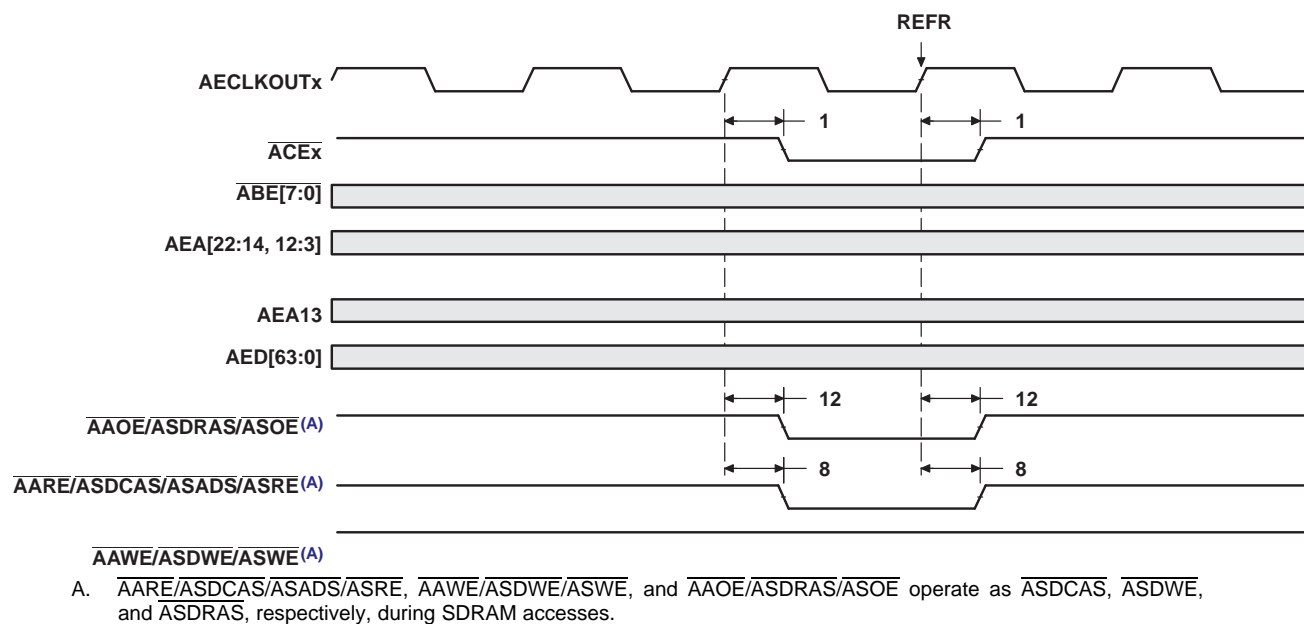 REFR
AECLKOUTx
1 1
ACEx
ABE[7:0]
AEA[22:14, 12:3]
AEA13
AED[63:0]
12 12
AAOE/ASDRAS/ASOE(A)
8 8
AARE/ASDCAS/ASADS/ASRE(A)
AAWE/ASDWE/ASWE(A)
A. AARE/ASDCAS/ASADS/ASRE, AAWE/ASDWE/ASWE, and AAOE/ASDRAS/ASOE operate as ASDCAS, ASDWE,
and ASDRAS, respectively, during SDRAM accesses.